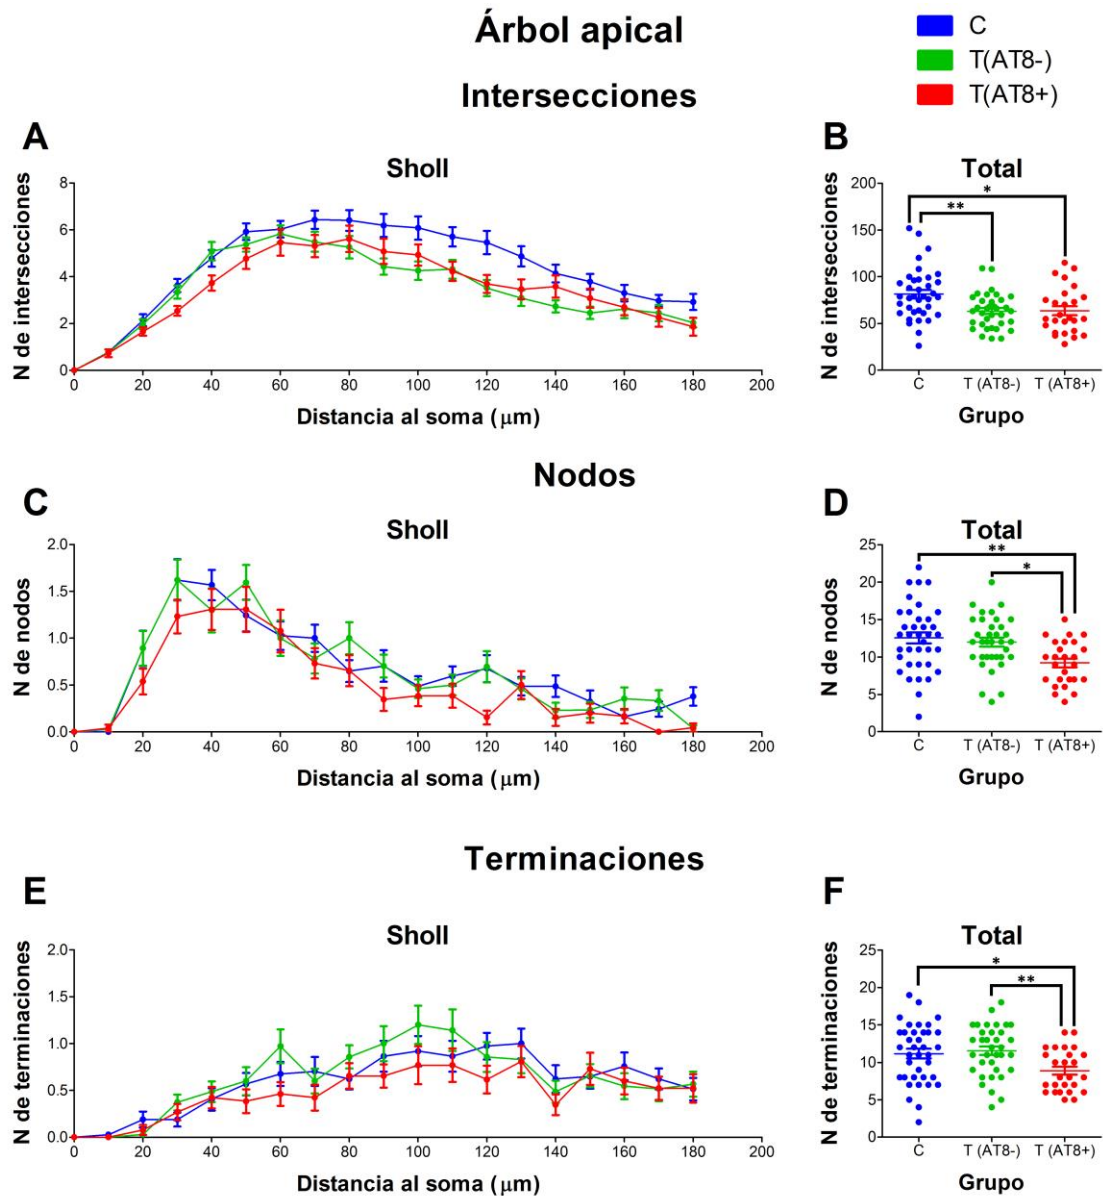 Árbol apical
C
T(AT8-)
T(AT8+)
Intersecciones
A
Sholl
N de intersecciones
8
6
4
2
0
0 20 40 60 80 100 120 140 160 180 200
Distancia al soma (μm)
B
Total
N de intersecciones
200
150
100
50
0
*
**
C T (AT8-) T (AT8+)
Grupo
Nodos
C
Sholl
N de nodos
2.0
1.5
1.0
0.5
0.0
0 20 40 60 80 100 120 140 160 180 200
Distancia al soma (μm)
D
Total
N de nodos
25
20
15
10
5
0
**
*
C T (AT8-) T (AT8+)
Grupo
Terminaciones
E
Sholl
N de terminaciones
2.0
1.5
1.0
0.5
0.0
0 20 40 60 80 100 120 140 160 180 200
Distancia al soma (μm)
F
Total
N de terminaciones
25
20
15
10
5
0
*
**
C T (AT8-) T (AT8+)
Grupo